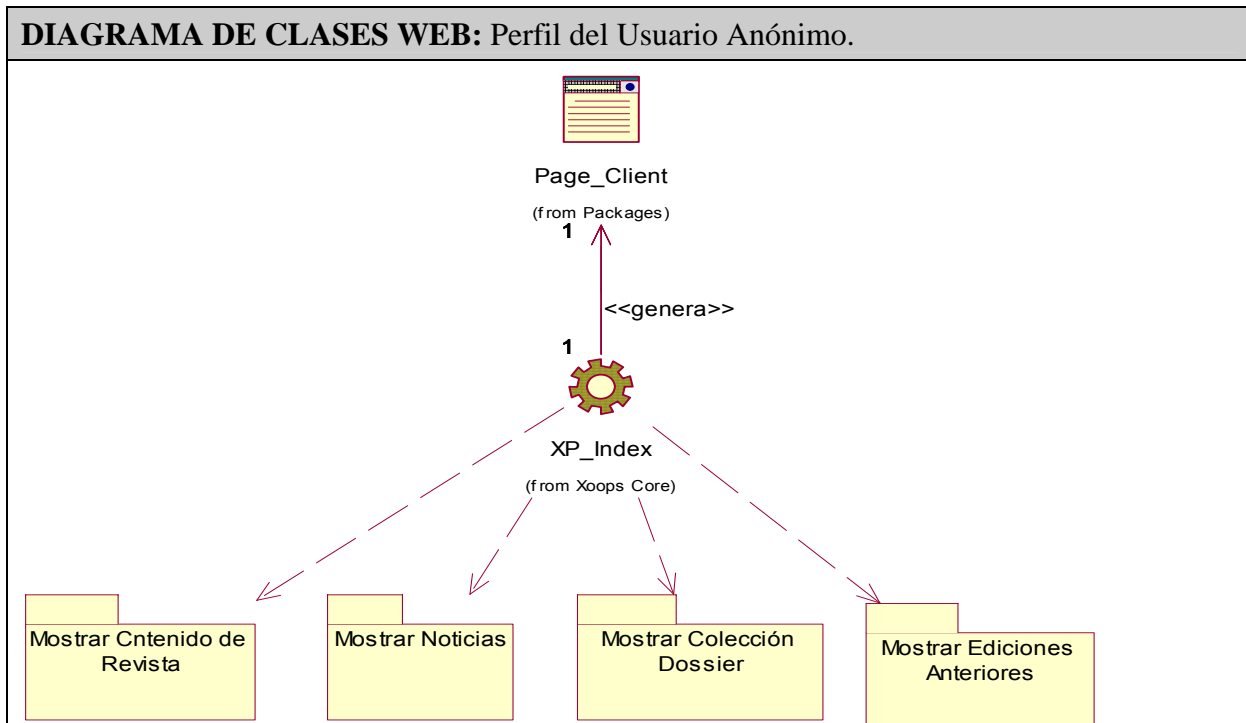 DIAGRAMA DE CLASES WEB: Perfil del Usuario Anónimo.
Page_Client
(from Packages)
1
<<genera>>
1
XP_Index
(from Xoops Core)
Mostrar Cntenido de
Revista
Mostrar Noticias
Mostrar Colección
Dossier
Mostrar Ediciones
Anteriores